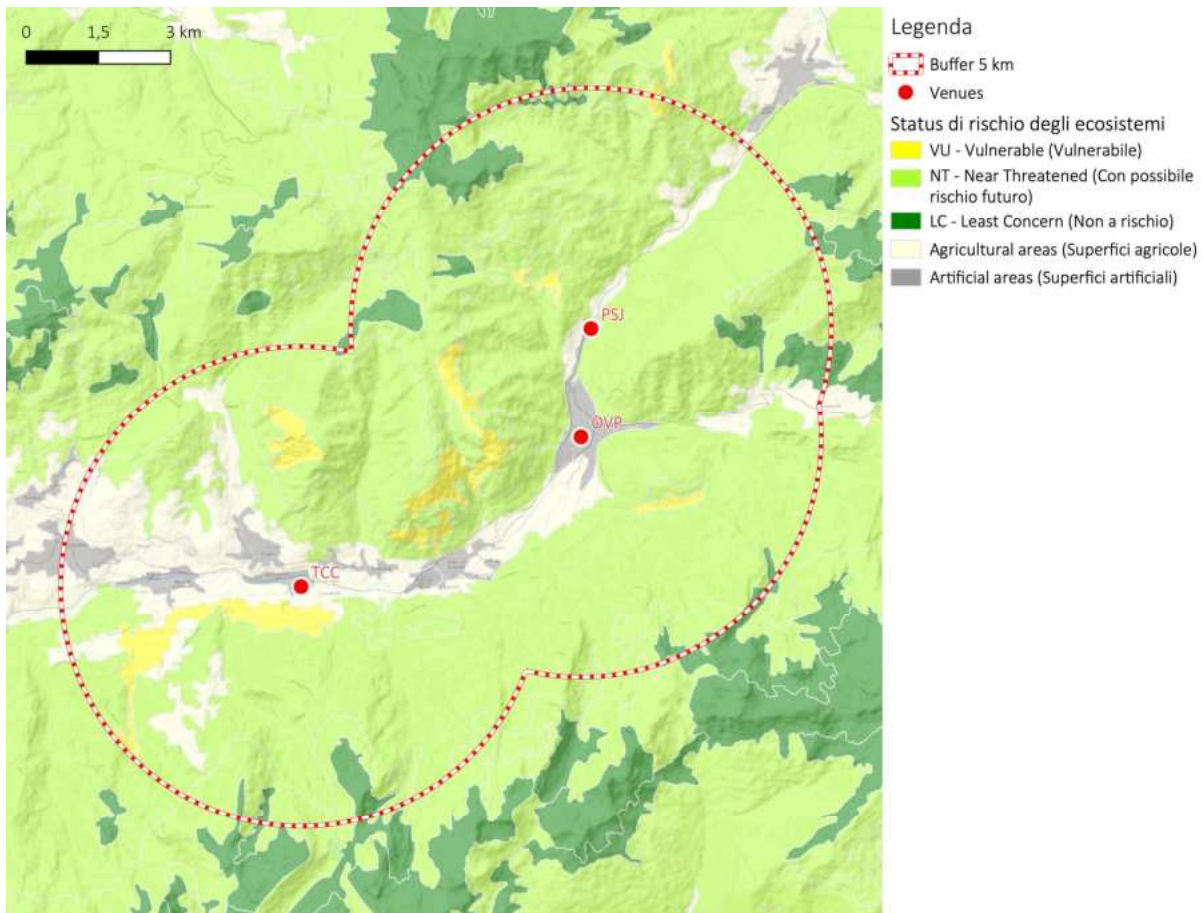 0 1,5 3 km
Legenda
Buffer 5 km
Venues
Status di rischio degli ecosistemi
VU - Vulnerable (Vulnerabile)
NT - Near Threatened (Con possibile
rischio futuro)
LC - Least Concern (Non a rischio)
Agricultural areas (Superfici agricole)
Artificial areas (Superfici artificiali)
PSJ
OVP
TCC